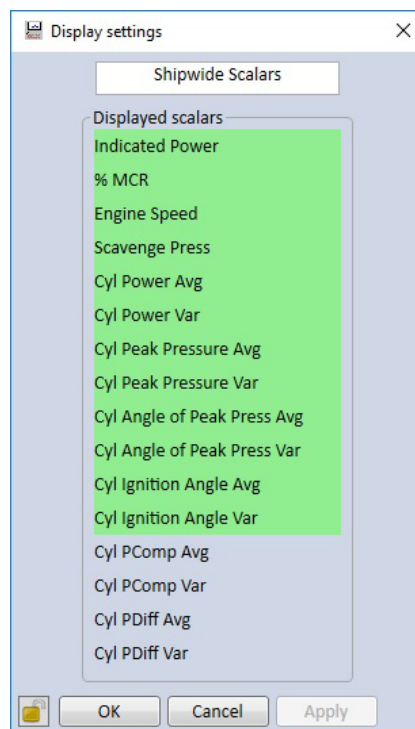 Display settings
Shipwide Scalars
Displayed scalars
Indicated Power
% MCR
Engine Speed
Scavenge Press
Cyl Power Avg
Cyl Power Var
Cyl Peak Pressure Avg
Cyl Peak Pressure Var
Cyl Angle of Peak Press Avg
Cyl Angle of Peak Press Var
Cyl Ignition Angle Avg
Cyl Ignition Angle Var
Cyl PComp Avg
Cyl PComp Var
Cyl PDiff Avg
Cyl PDiff Var
OK Cancel Apply